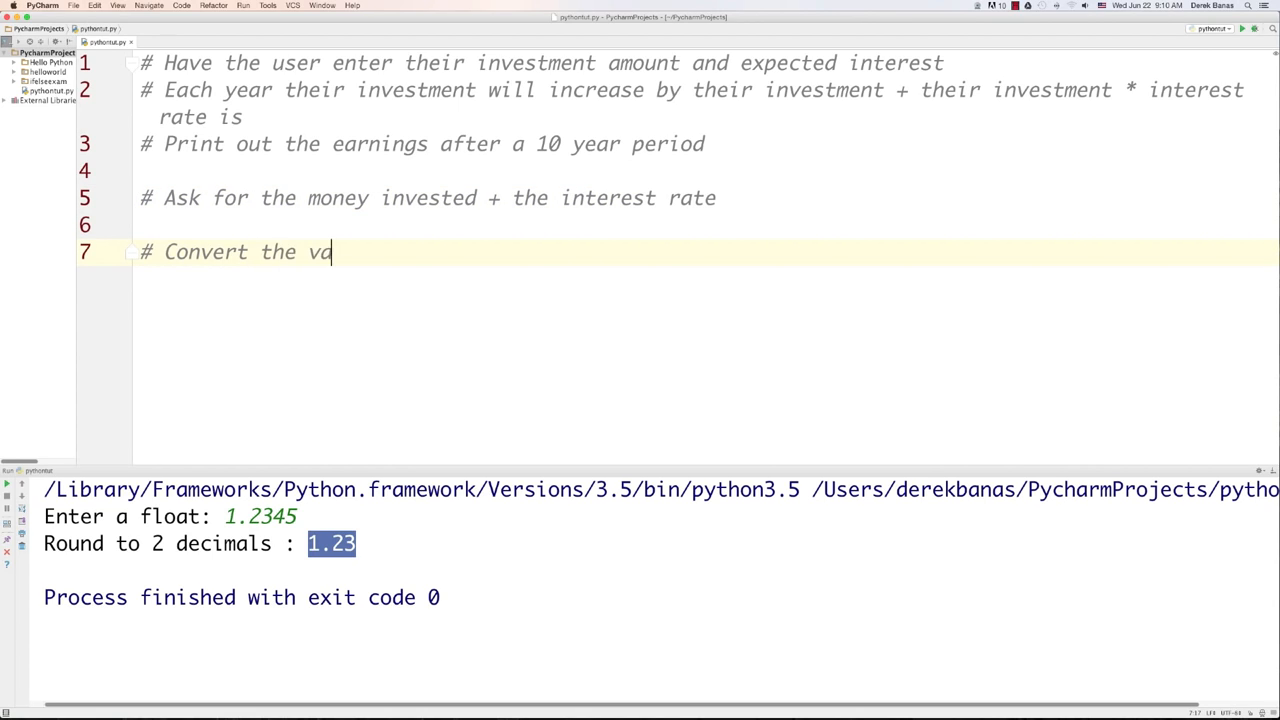 PyCharm File Edit View Navigate Code Refactor Run Tools VCS Window Help 10 Wed Jun 22 9:10 AM Derek Banas
pythontut.py - PycharmProjects - [~/PycharmProjects]
PycharmProjects pythontut.py pythontut
pythontut.py ×
PycharmProject
Hello Python
helloworld
ifelseexam
pythontut.py
External Librarie
1 # Have the user enter their investment amount and expected interest
2 # Each year their investment will increase by their investment + their investment * interest
rate is
3 # Print out the earnings after a 10 year period
4
5 # Ask for the money invested + the interest rate
6
7 # Convert the va
Run pythontut
/Library/Frameworks/Python.framework/Versions/3.5/bin/python3.5 /Users/derekbanas/PycharmProjects/pytho
Enter a float: 1.2345
Round to 2 decimals : 1.23
Process finished with exit code 0
7:17 LF÷ UTF-8÷